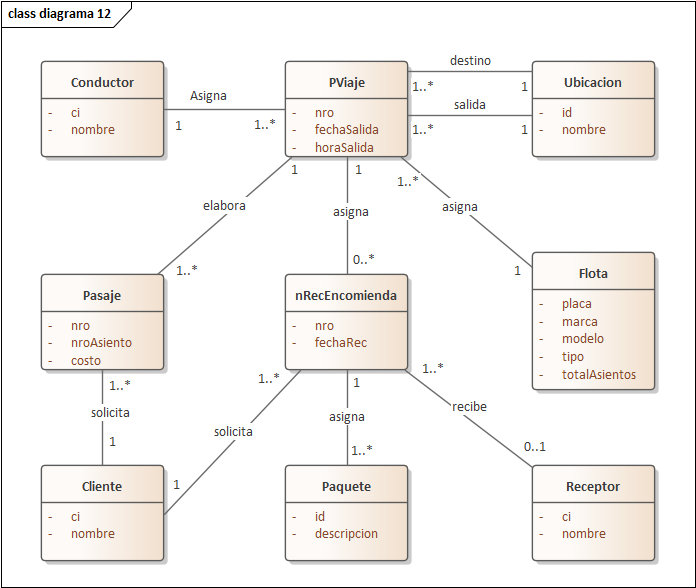 class diagrama 12
Conductor
- ci
- nombre
Asigna
1
1..*
PViaje
- nro
- fechaSalida
- horaSalida
destino
1..*
1
salida
1..*
1
Ubicacion
- id
- nombre
1
elabora
1..*
1
asigna
0..*
1..*
asigna
1
Pasaje
- nro
- nroAsiento
- costo
nRecEncomienda
- nro
- fechaRec
Flota
- placa
- marca
- modelo
- tipo
- totalAsientos
1..*
solicita
1
1..*
solicita
1
1
asigna
1..*
1..*
recibe
0..1
Cliente
- ci
- nombre
Paquete
- id
- descripcion
Receptor
- ci
- nombre